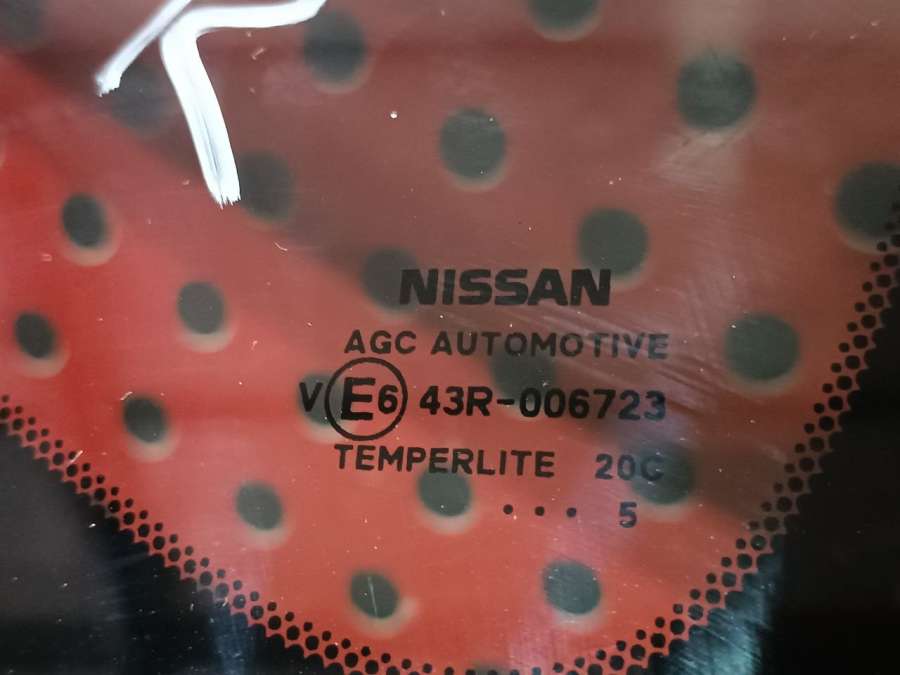 NISSAN
AGC AUTOMOTIVE
V E6 43R-006723
TEMPERLITE 20C
... 5